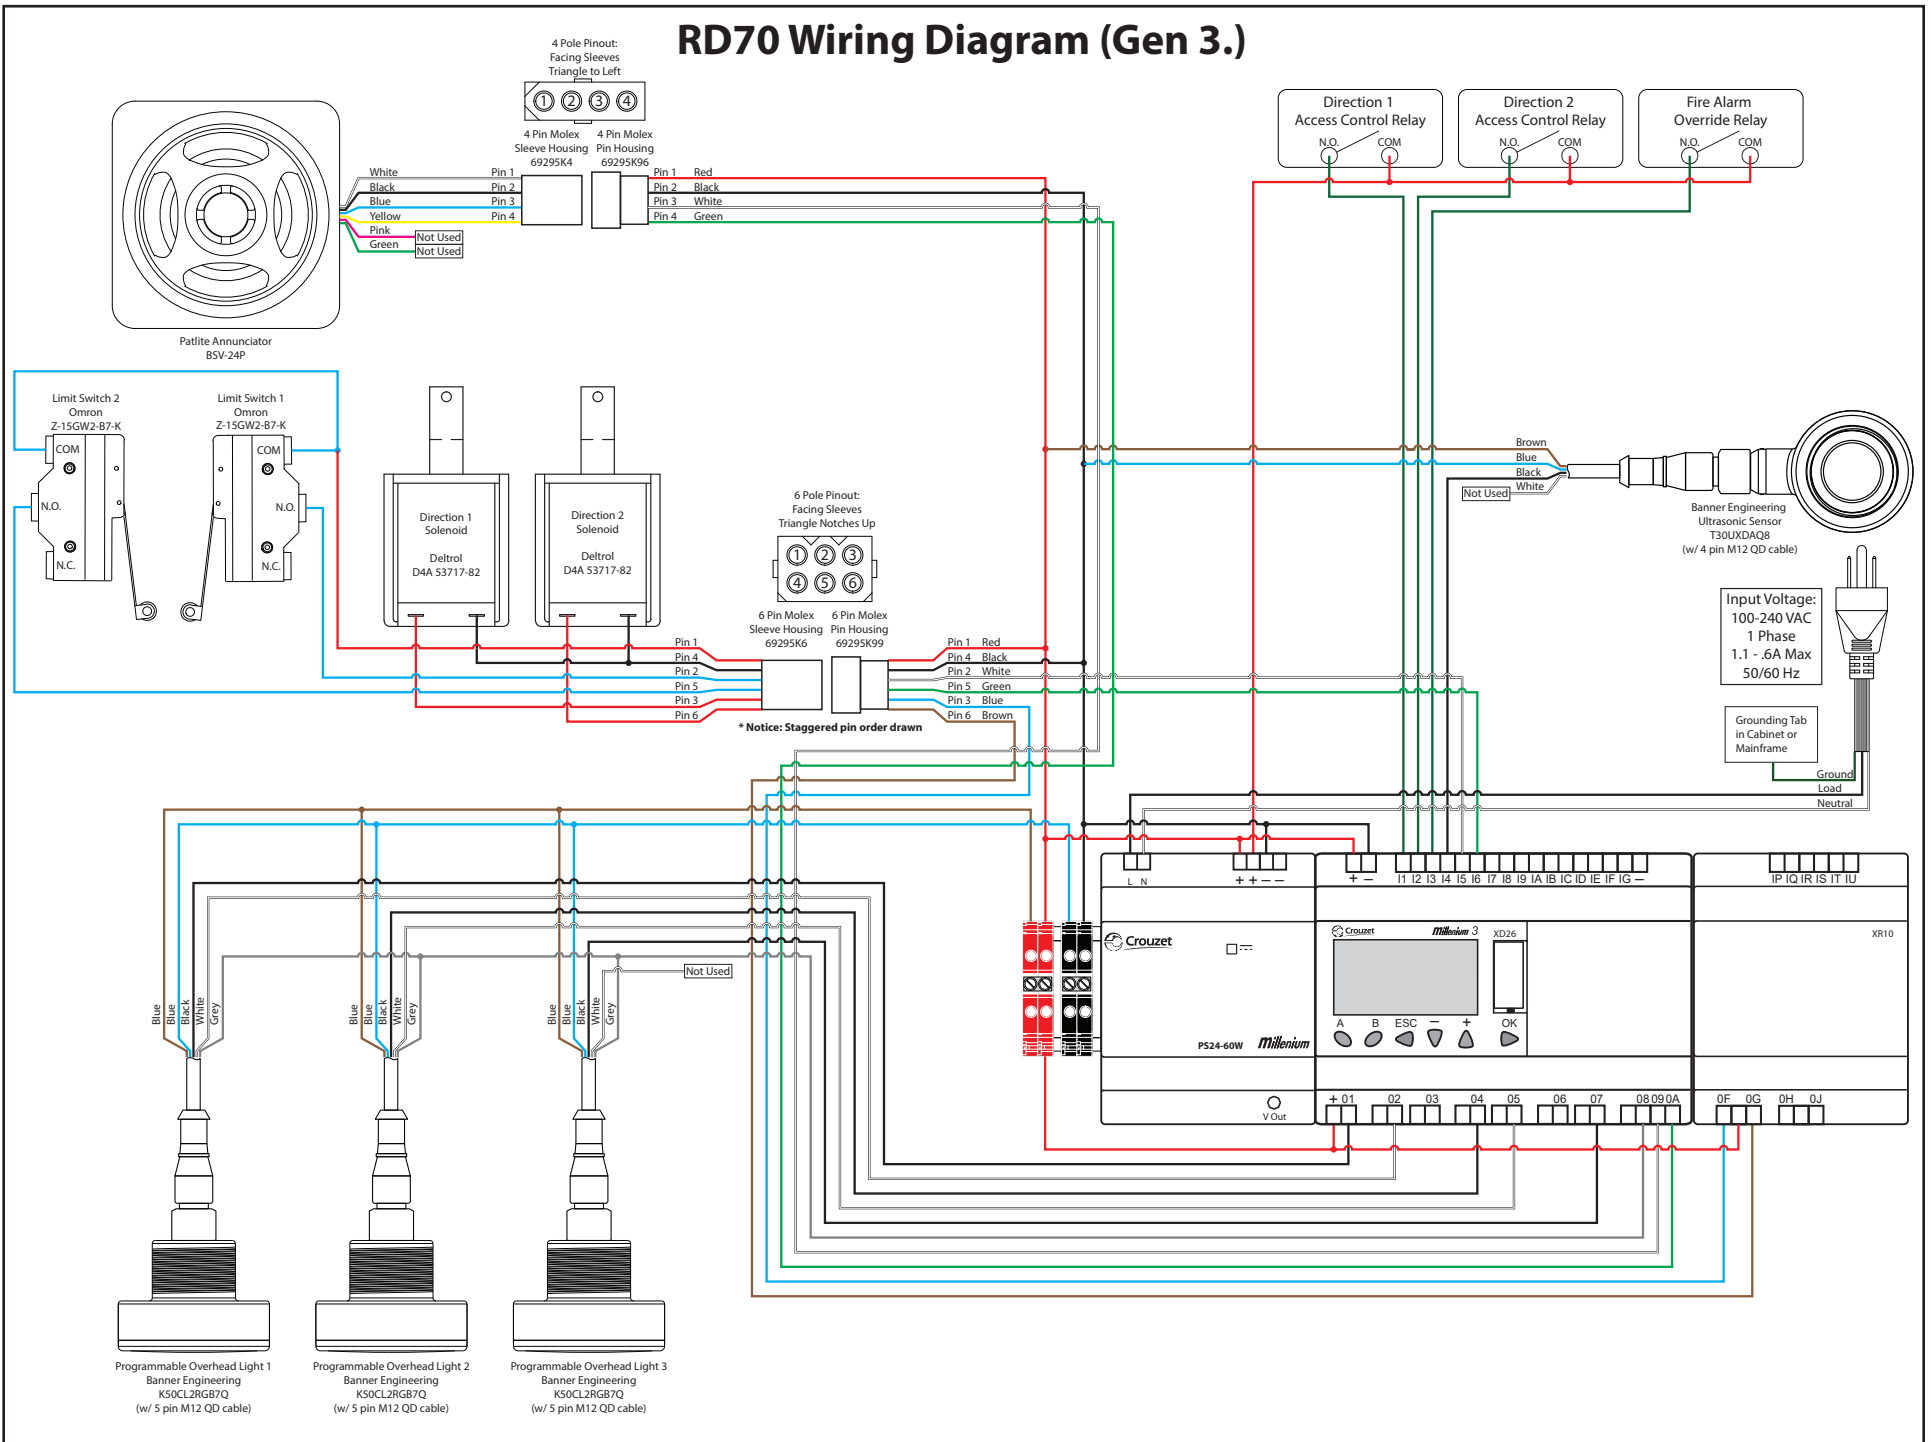 RD70 Wiring Diagram (Gen 3.)
4 Pole Pinout:
Facing Sleeves
Triangle to Left
1 2 3 4
4 Pin Molex
Sleeve Housing
69295K4
4 Pin Molex
Pin Housing
69295K96
White
Black
Blue
Yellow
Pink
Green
Not Used
Not Used
Pin 1
Pin 2
Pin 3
Pin 4
Pin 1 Red
Pin 2 Black
Pin 3 White
Pin 4 Green
Patlite Annunciator
BSV-24P
Direction 1
Access Control Relay
N.O. COM
Direction 2
Access Control Relay
N.O. COM
Fire Alarm
Override Relay
N.O. COM
Limit Switch 2
Omron
Z-15GW2-B7-K
COM
N.O.
N.C.
Limit Switch 1
Omron
Z-15GW2-B7-K
COM
N.O.
N.C.
Direction 1
Solenoid
Deltrol
D4A 53717-82
Direction 2
Solenoid
Deltrol
D4A 53717-82
6 Pole Pinout:
Facing Sleeves
Triangle Notches Up
1 2 3
4 5 6
6 Pin Molex
Sleeve Housing
69295K6
6 Pin Molex
Pin Housing
69295K99
Pin 1
Pin 4
Pin 2
Pin 5
Pin 3
Pin 6
Pin 1 Red
Pin 4 Black
Pin 2 White
Pin 5 Green
Pin 3 Blue
Pin 6 Brown
* Notice: Staggered pin order drawn
Brown
Blue
Black
White
Not Used
Banner Engineering
Ultrasonic Sensor
T30UXDAQ8
(w/ 4 pin M12 QD cable)
Input Voltage:
100-240 VAC
1 Phase
1.1 - .6A Max
50/60 Hz
Grounding Tab
in Cabinet or
Mainframe
Ground
Load
Neutral
L N
+ + − −
+ −
I1 I2 I3 I4 I5 I6 I7 I8 I9 IA IB IC ID IE IF IG −
IP IQ IR IS IT IU
Crouzet
PS24-60W Millenium
V Out
Crouzet Millenium 3 XD26
A B ESC − + OK
XR10
+ 01 02 03 04 05 06 07 08 09 0A
0F 0G 0H 0J
Not Used
Blue
Blue
Black
White
Grey
Blue
Blue
Black
White
Grey
Blue
Blue
Black
White
Grey
Programmable Overhead Light 1
Banner Engineering
K50CL2RGB7Q
(w/ 5 pin M12 QD cable)
Programmable Overhead Light 2
Banner Engineering
K50CL2RGB7Q
(w/ 5 pin M12 QD cable)
Programmable Overhead Light 3
Banner Engineering
K50CL2RGB7Q
(w/ 5 pin M12 QD cable)